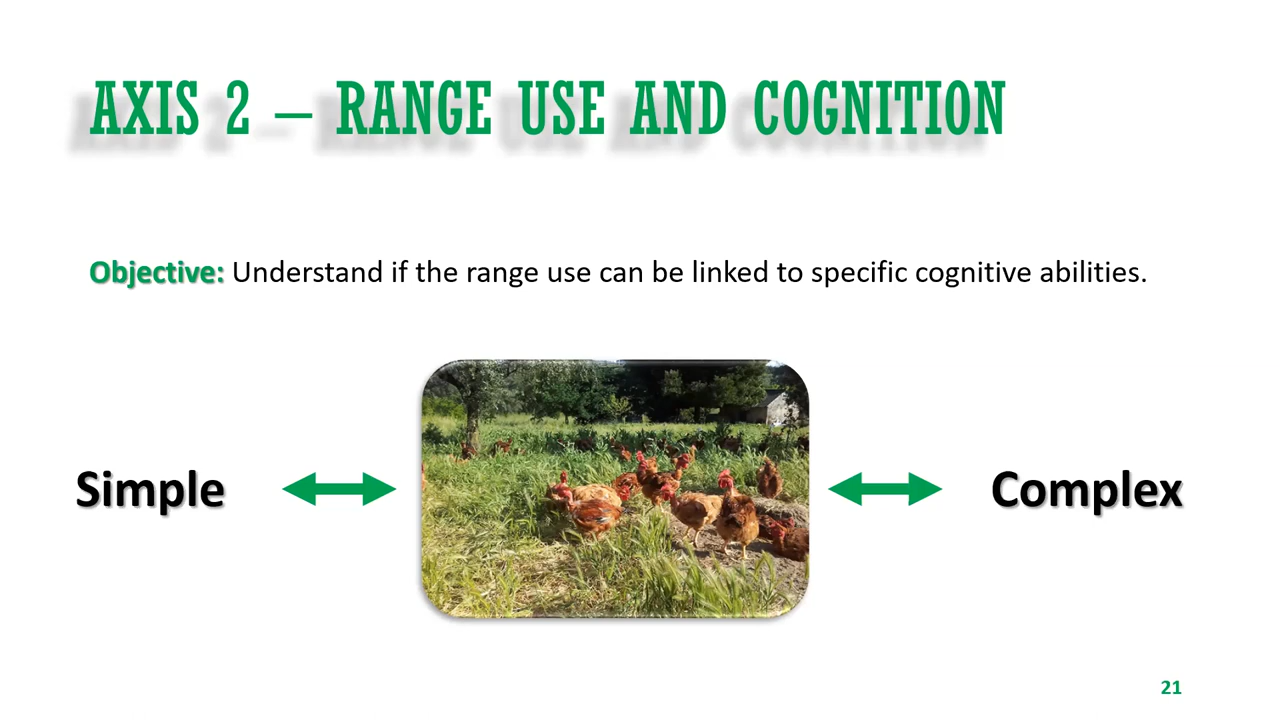 AXIS 2 – RANGE USE AND COGNITION
Objective: Understand if the range use can be linked to specific cognitive abilities.
Simple
Complex
21